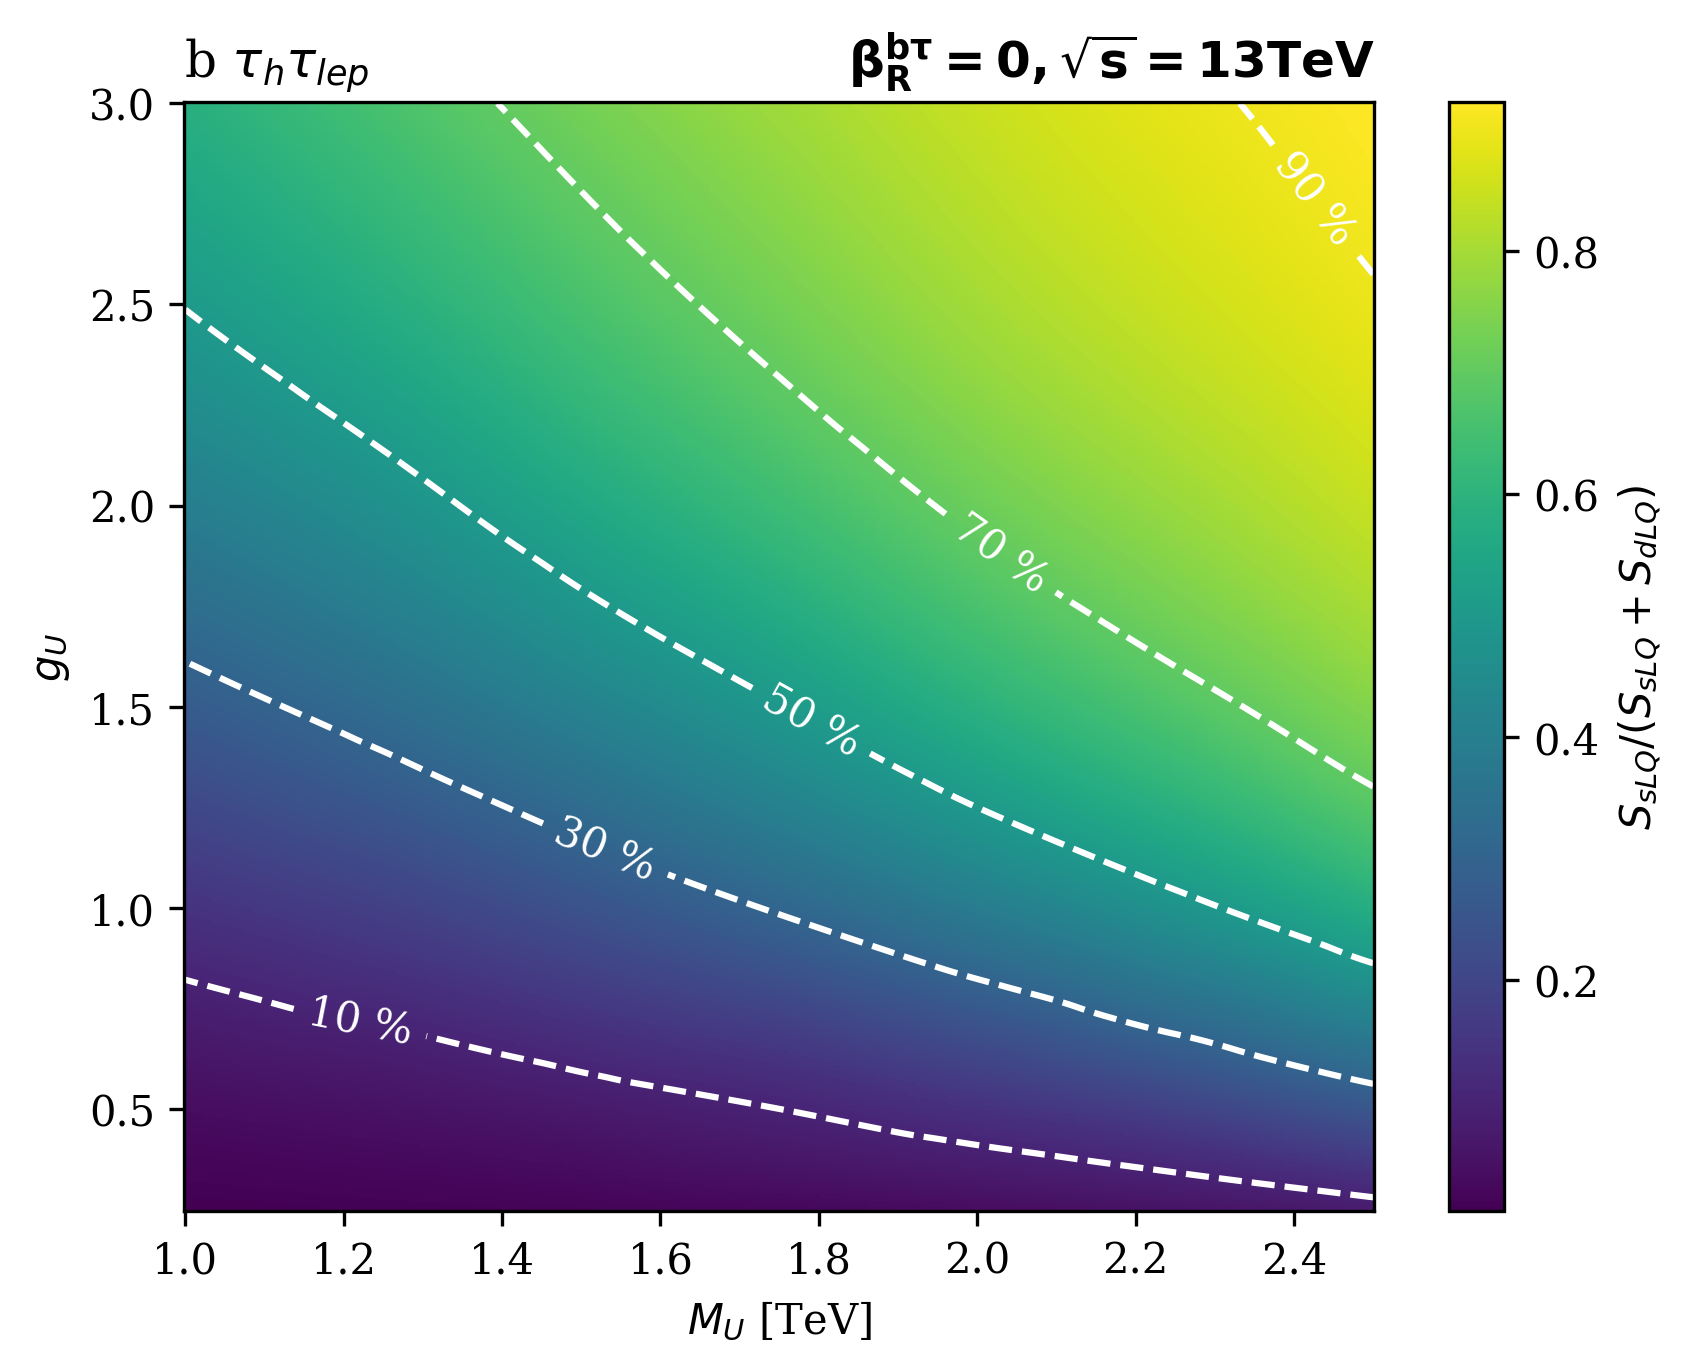 b τ_hτ_lep
β_R^bτ = 0, √s = 13TeV
3.0
2.5
2.0
1.5
1.0
0.5
g_U
90 %
70 %
50 %
30 %
10 %
1.0 1.2 1.4 1.6 1.8 2.0 2.2 2.4
M_U [TeV]
0.8
0.6
0.4
0.2
S_sLQ/(S_sLQ + S_dLQ)